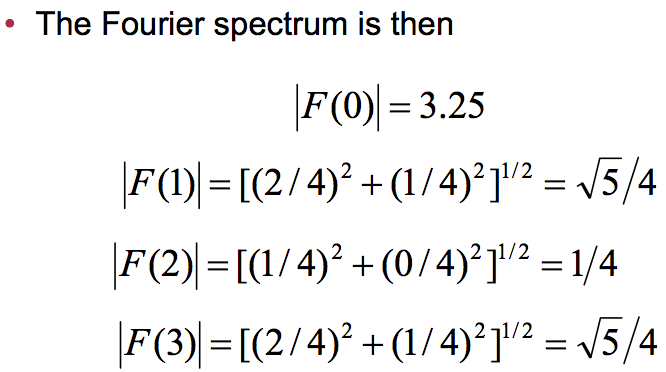 • The Fourier spectrum is then
|F(0)| = 3.25
|F(1)| = [(2/4)² + (1/4)²]^{1/2} = √5/4
|F(2)| = [(1/4)² + (0/4)²]^{1/2} = 1/4
|F(3)| = [(2/4)² + (1/4)²]^{1/2} = √5/4